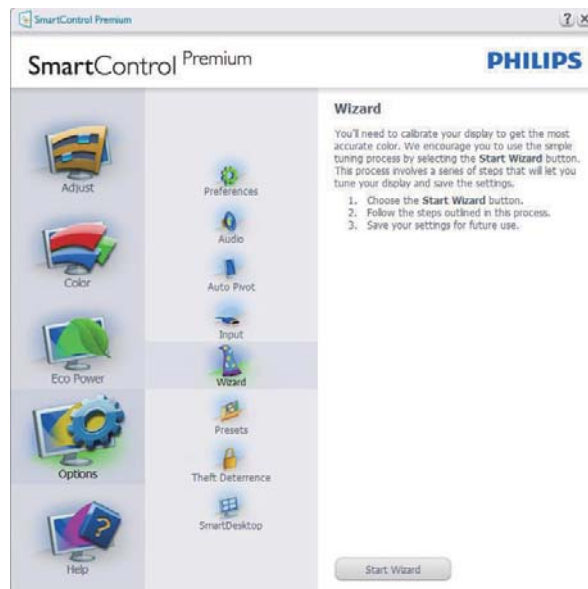 SmartControl Premium
? X
SmartControl Premium
PHILIPS
Adjust
Color
Eco Power
Options
Help
Preferences
Audio
Auto Pivot
Input
Wizard
Presets
Theft Deterrence
SmartDesktop
Wizard
You'll need to calibrate your display to get the most
accurate color. We encourage you to use the simple
tuning process by selecting the Start Wizard button.
This process involves a series of steps that will let you
tune your display and save the settings.
1. Choose the Start Wizard button.
2. Follow the steps outlined in this process.
3. Save your settings for future use.
Start Wizard